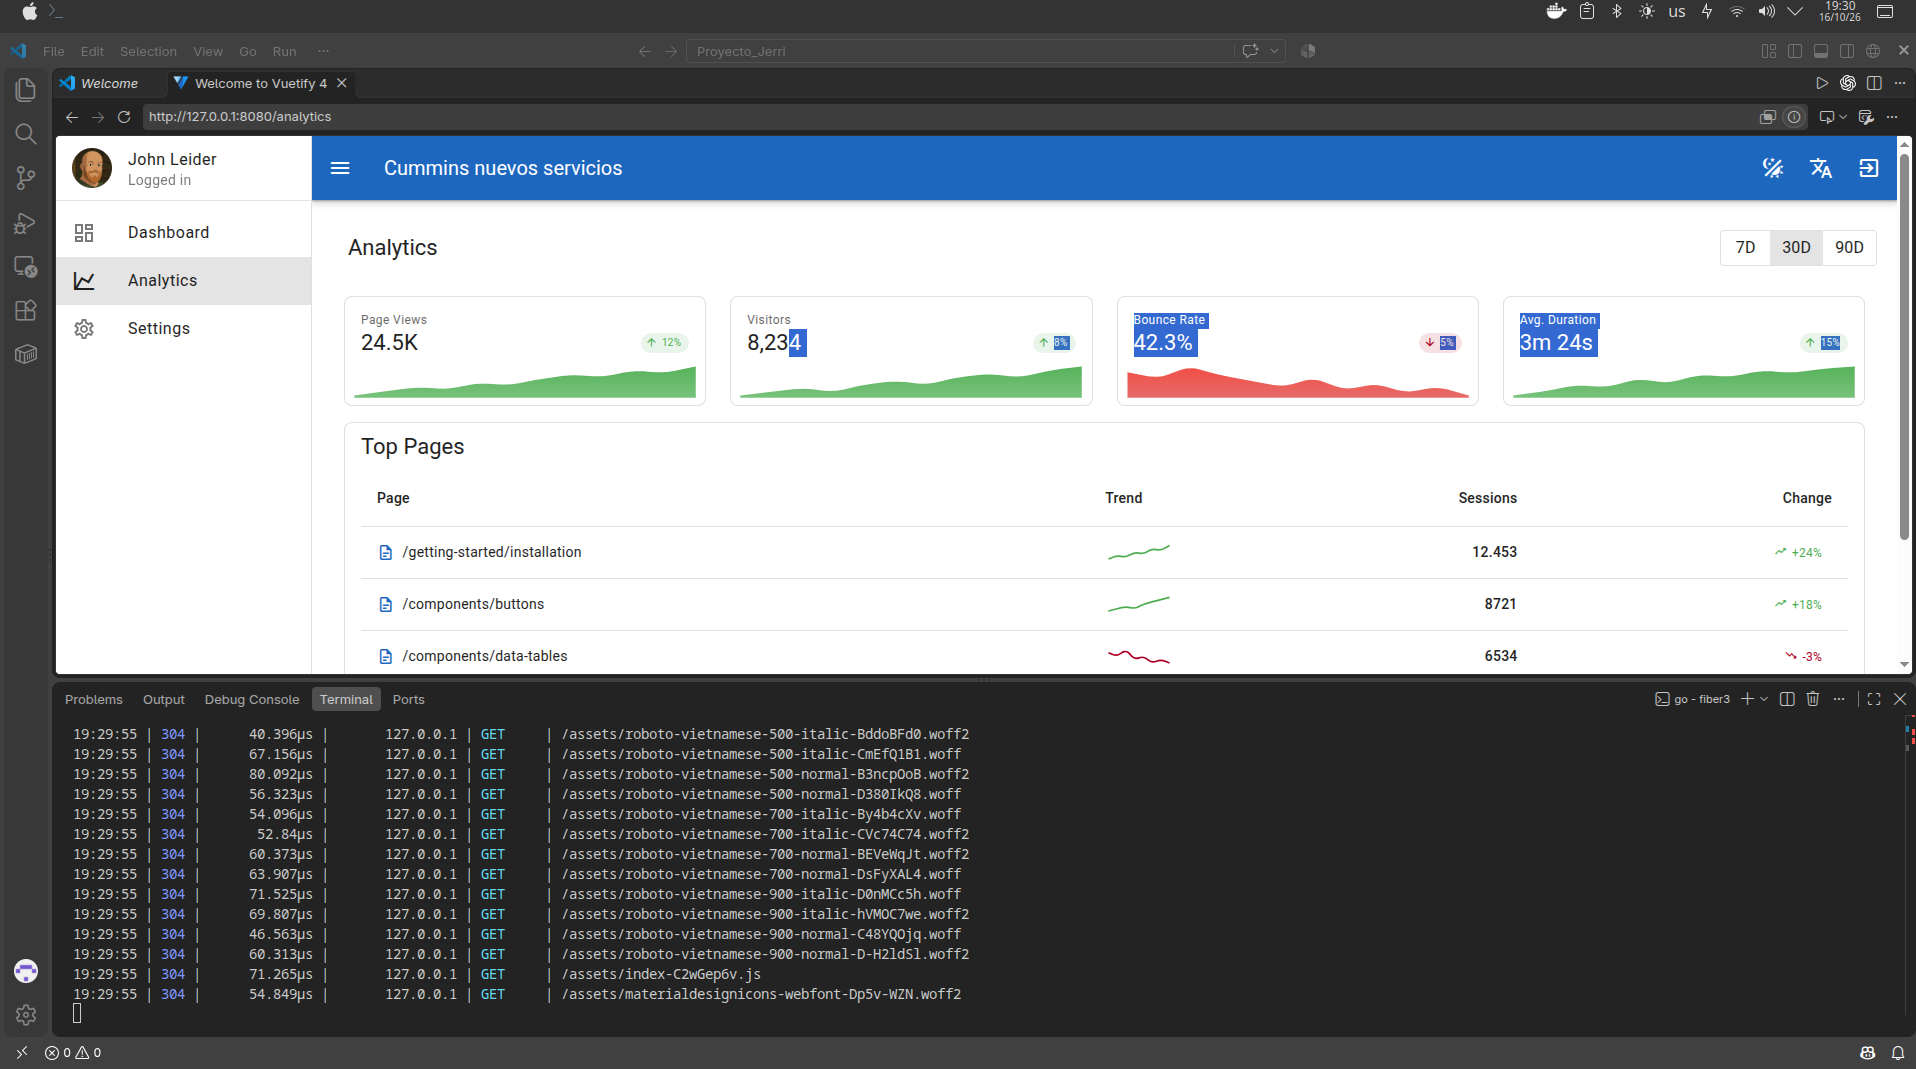 19:30
us
16/10/26
File Edit Selection View Go Run ···
Proyecto_Jerri
Welcome
Welcome to Vuetify 4
http://127.0.0.1:8080/analytics
John Leider
Logged in
Cummins nuevos servicios
Dashboard
Analytics
Settings
Analytics
7D 30D 90D
Page Views
24.5K
12%
Visitors
8,234
8%
Bounce Rate
42.3%
5%
Avg. Duration
3m 24s
15%
Top Pages
Page Trend Sessions Change
/getting-started/installation 12.453 +24%
/components/buttons 8721 +18%
/components/data-tables 6534 -3%
Problems Output Debug Console Terminal Ports
go - fiber3
19:29:55 | 304 | 40.396µs | 127.0.0.1 | GET | /assets/roboto-vietnamese-500-italic-BddoBFd0.woff2
19:29:55 | 304 | 67.156µs | 127.0.0.1 | GET | /assets/roboto-vietnamese-500-italic-CmEfQ1B1.woff
19:29:55 | 304 | 80.092µs | 127.0.0.1 | GET | /assets/roboto-vietnamese-500-normal-B3ncpOoB.woff2
19:29:55 | 304 | 56.323µs | 127.0.0.1 | GET | /assets/roboto-vietnamese-500-normal-D380IkQ8.woff
19:29:55 | 304 | 54.096µs | 127.0.0.1 | GET | /assets/roboto-vietnamese-700-italic-By4b4cXv.woff
19:29:55 | 304 | 52.84µs | 127.0.0.1 | GET | /assets/roboto-vietnamese-700-italic-CVc74C74.woff2
19:29:55 | 304 | 60.373µs | 127.0.0.1 | GET | /assets/roboto-vietnamese-700-normal-BEVeWqJt.woff2
19:29:55 | 304 | 63.907µs | 127.0.0.1 | GET | /assets/roboto-vietnamese-700-normal-DsFyXAL4.woff
19:29:55 | 304 | 71.525µs | 127.0.0.1 | GET | /assets/roboto-vietnamese-900-italic-D0nMCc5h.woff
19:29:55 | 304 | 69.807µs | 127.0.0.1 | GET | /assets/roboto-vietnamese-900-italic-hVMOC7we.woff2
19:29:55 | 304 | 46.563µs | 127.0.0.1 | GET | /assets/roboto-vietnamese-900-normal-C48YQOjq.woff
19:29:55 | 304 | 60.313µs | 127.0.0.1 | GET | /assets/roboto-vietnamese-900-normal-D-H2ldSl.woff2
19:29:55 | 304 | 71.265µs | 127.0.0.1 | GET | /assets/index-C2wGep6v.js
19:29:55 | 304 | 54.849µs | 127.0.0.1 | GET | /assets/materialdesignicons-webfont-Dp5v-WZN.woff2
0 0